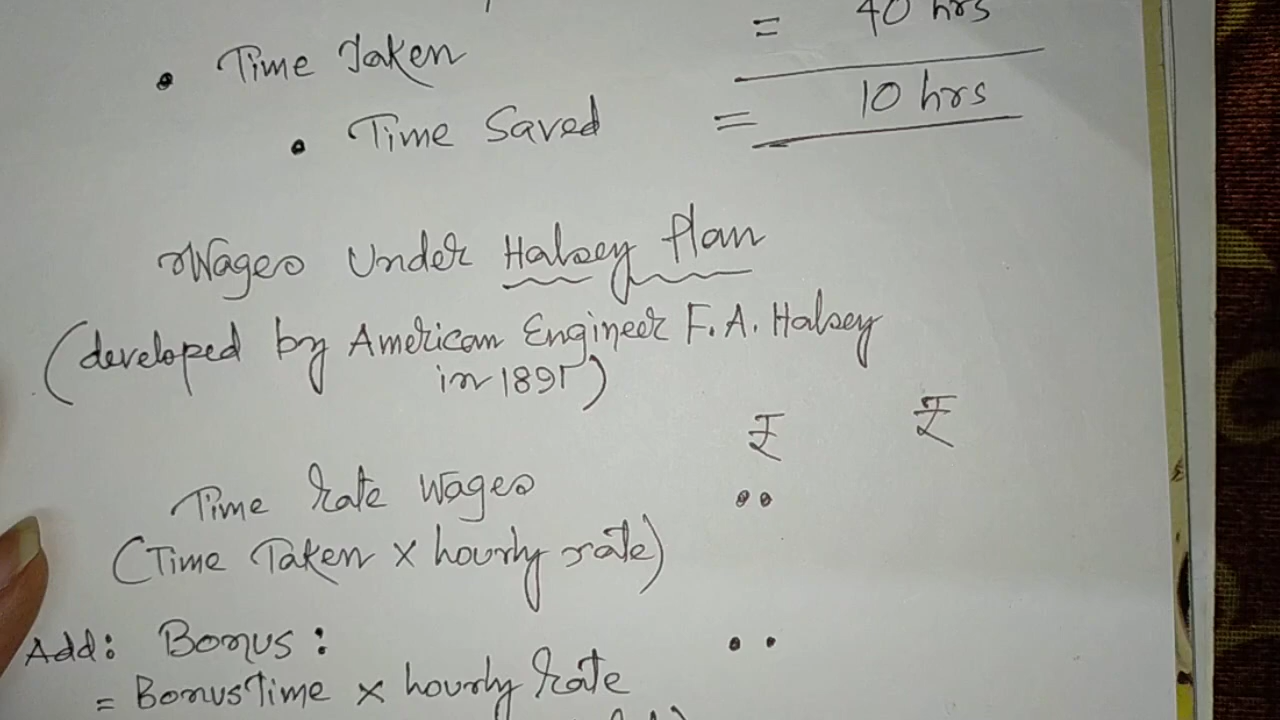 • Time Taken = 40 hrs
• Time Saved = 10 hrs
Wages Under Halsey Plan
(developed by American Engineer F.A. Halsey
in 1891)
₹ ₹
Time rate wages ..
(Time Taken × hourly rate)
Add: Bonus: ..
= Bonus Time × hourly Rate